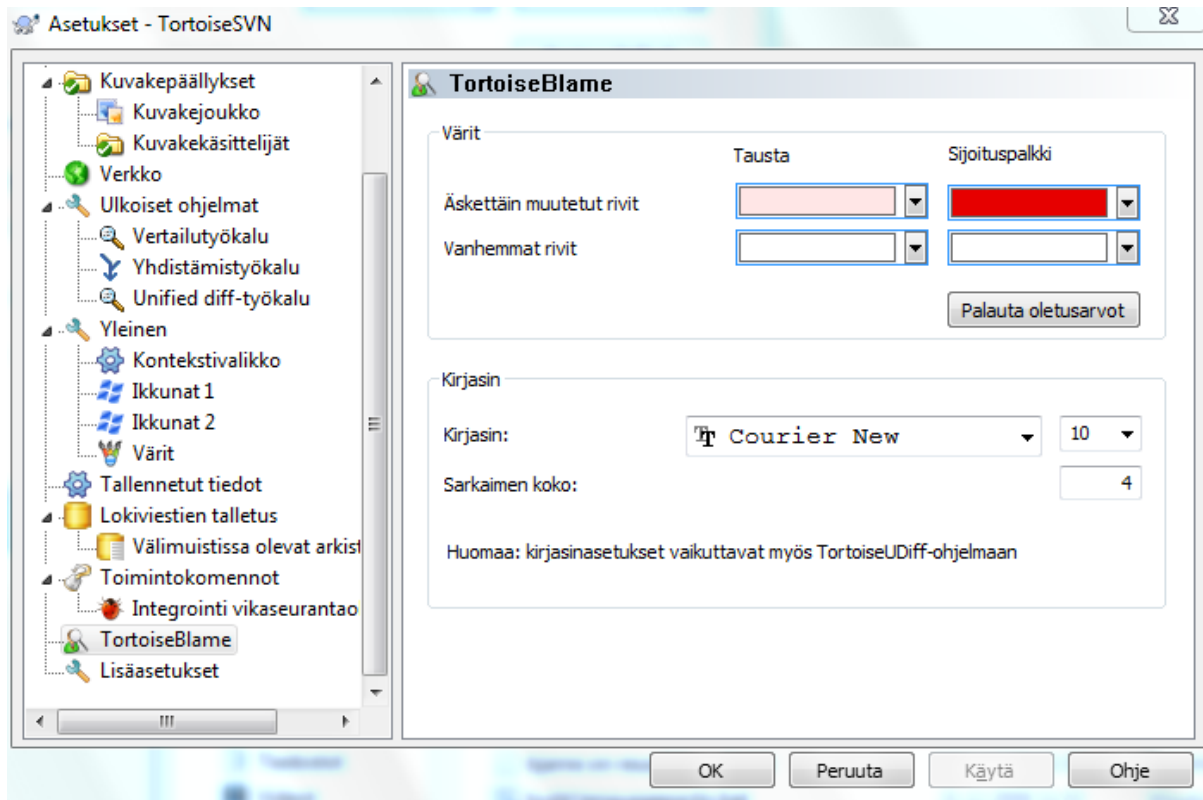 Asetukset - TortoiseSVN
Kuvakepäällykset
Kuvakejoukko
Kuvakekäsittelijät
Verkko
Ulkoiset ohjelmat
Vertailutyökalu
Yhdistämistyökalu
Unified diff-työkalu
Yleinen
Kontekstivalikko
Ikkunat 1
Ikkunat 2
Värit
Tallennetut tiedot
Lokiviestien talletus
Välimuistissa olevat arkist
Toimintokomennot
Integrointi vikaseurantao
TortoiseBlame
Lisäasetukset
TortoiseBlame
Värit
Tausta Sijoituspalkki
Äskettäin muutetut rivit
Vanhemmat rivit
Palauta oletusarvot
Kirjasin
Kirjasin: Courier New 10
Sarkaimen koko: 4
Huomaa: kirjasinasetukset vaikuttavat myös TortoiseUDiff-ohjelmaan
OK Peruuta Käytä Ohje